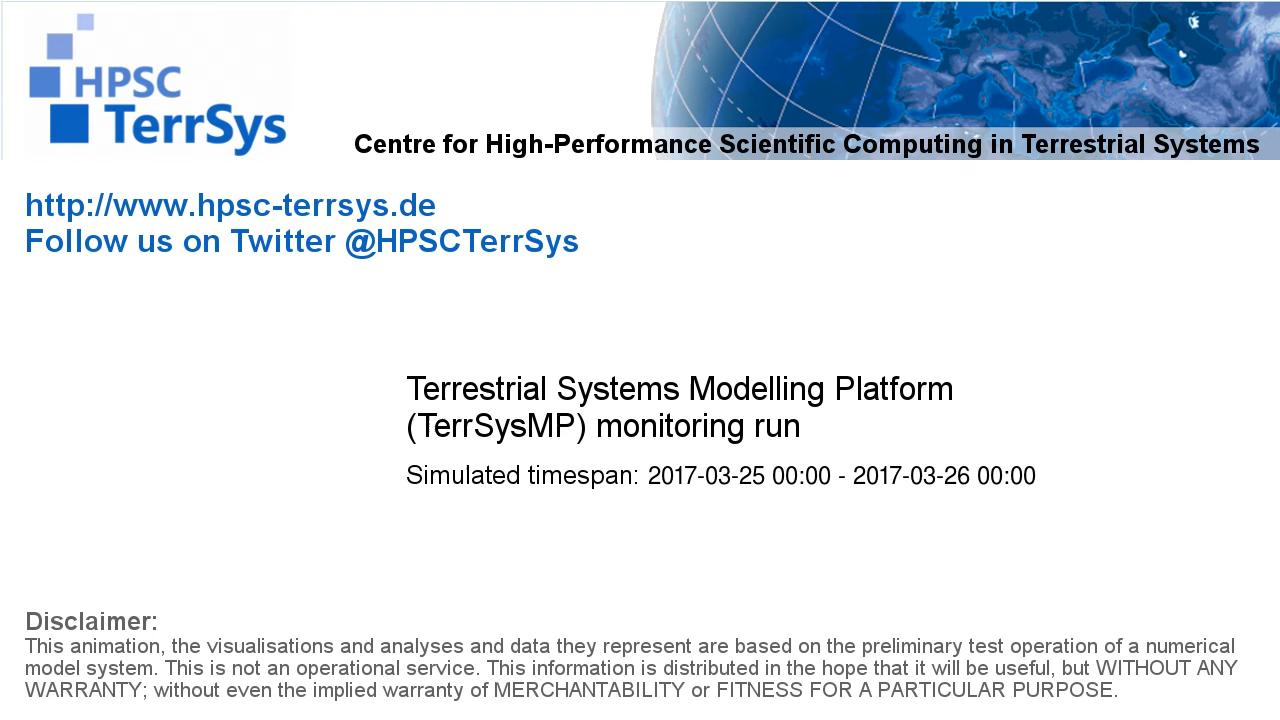 HPSC
TerrSys
Centre for High-Performance Scientific Computing in Terrestrial Systems
http://www.hpsc-terrsys.de
Follow us on Twitter @HPSCTerrSys
Terrestrial Systems Modelling Platform
(TerrSysMP) monitoring run
Simulated timespan: 2017-03-25 00:00 - 2017-03-26 00:00
Disclaimer:
This animation, the visualisations and analyses and data they represent are based on the preliminary test operation of a numerical
model system. This is not an operational service. This information is distributed in the hope that it will be useful, but WITHOUT ANY
WARRANTY; without even the implied warranty of MERCHANTABILITY or FITNESS FOR A PARTICULAR PURPOSE.